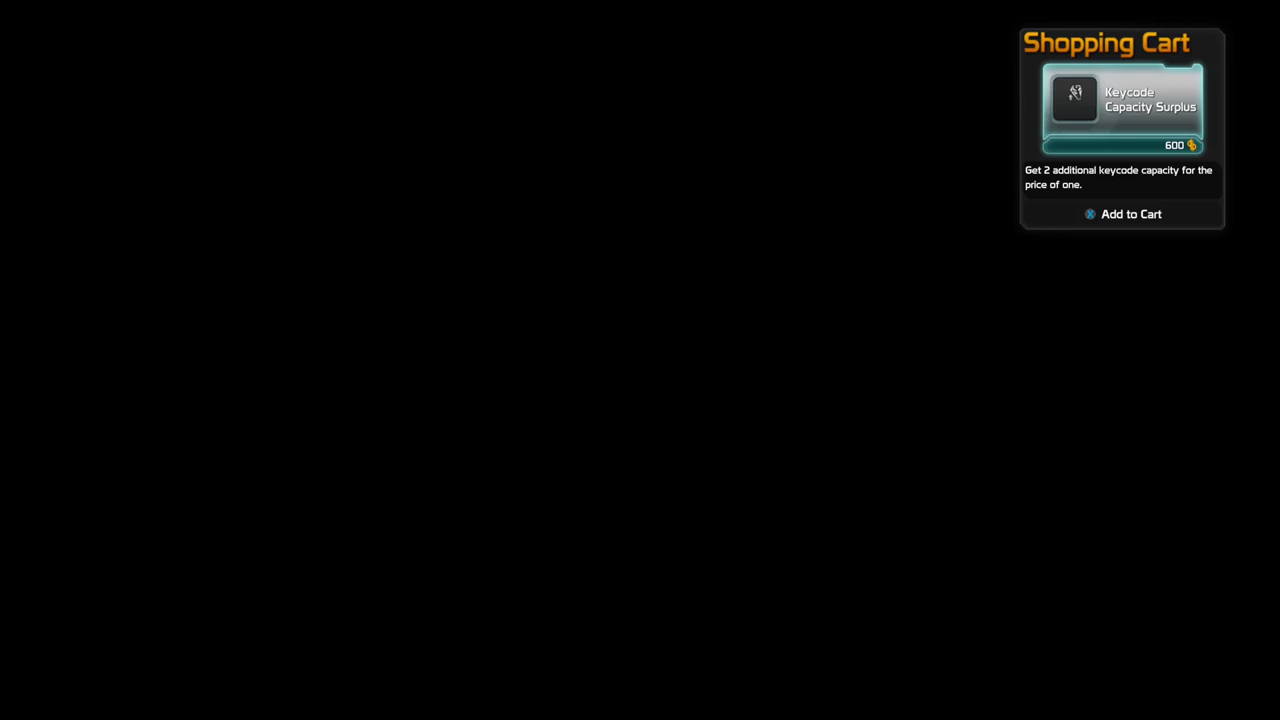 Shopping Cart
Keycode
Capacity Surplus
600
Get 2 additional keycode capacity for the
price of one.
X Add to Cart